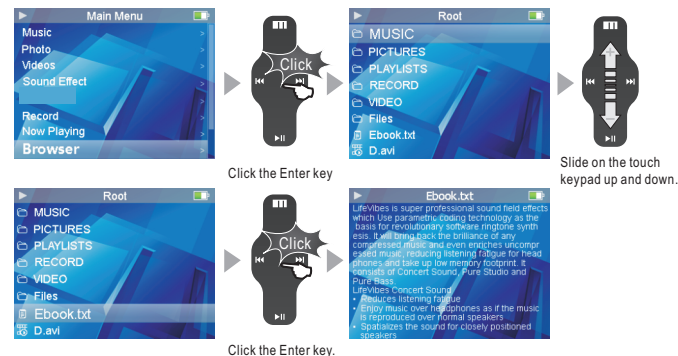 Main Menu
Music
Photo
Videos
Sound Effect
Record
Now Playing
Browser
Click
Click the Enter key
Root
MUSIC
PICTURES
PLAYLISTS
RECORD
VIDEO
Files
Ebook.txt
D.avi
Slide on the touch
keypad up and down.
Root
MUSIC
PICTURES
PLAYLISTS
RECORD
VIDEO
Files
Ebook.txt
D.avi
Click
Click the Enter key.
Ebook.txt
LifeVibes is super professional sound field effects
which Use parametric coding technology as the
basis for revolutionary software ringtone synth
esis. It will bring back the brilliance of any
compressed music and even enriches uncompr
essed music, reducing listening fatigue for head
phones and take up low memory footprint. It
consists of Concert Sound, Pure Studio and
Pure Bass.
LifeVibes Concert Sound
• Reduces listening fatigue
• Enjoy music over headphones as if the music
is reproduced over normal speakers
• Spatializes the sound for closely positioned
speakers